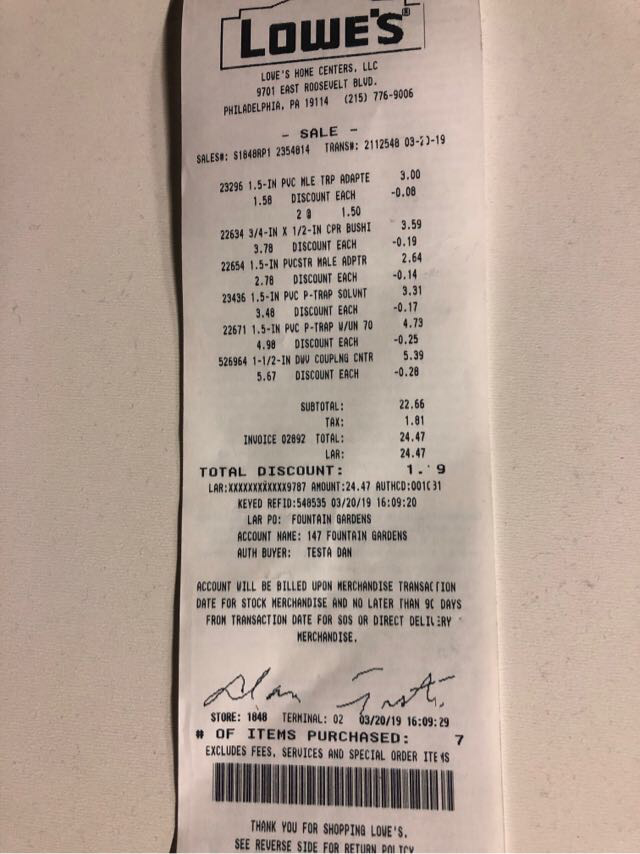 LOWE'S®
LOWE'S HOME CENTERS, LLC
9701 EAST ROOSEVELT BLVD.
PHILADELPHIA, PA 19114 (215) 776-9006
- SALE -
SALES#: S1848RP1 2354814 TRANS#: 2112548 03-20-19
23296 1.5-IN PVC MLE TRP ADAPTE 3.00
1.58 DISCOUNT EACH -0.08
2 @ 1.50
22634 3/4-IN X 1/2-IN CPR BUSHI 3.59
3.78 DISCOUNT EACH -0.19
22654 1.5-IN PVCSTR MALE ADPTR 2.64
2.78 DISCOUNT EACH -0.14
23436 1.5-IN PVC P-TRAP SOLVNT 3.31
3.48 DISCOUNT EACH -0.17
22671 1.5-IN PVC P-TRAP W/UN 70 4.73
4.98 DISCOUNT EACH -0.25
526964 1-1/2-IN DWV COUPLNG CNTR 5.39
5.67 DISCOUNT EACH -0.28
SUBTOTAL: 22.66
TAX: 1.81
INVOICE 02892 TOTAL: 24.47
LAR: 24.47
TOTAL DISCOUNT:
LAR:XXXXXXXXXXXX9787 AMOUNT:24.47
KEYED REFID:548535 03/20/19 16:09:20
LAR PO: FOUNTAIN GARDENS
ACCOUNT NAME: 147 FOUNTAIN GARDENS
AUTH BUYER: TESTA DAN
ACCOUNT WILL BE BILLED UPON MERCHANDISE TRANSACTION
DATE FOR STOCK MERCHANDISE AND NO LATER THAN 90 DAYS
FROM TRANSACTION DATE FOR SOS OR DIRECT DELIVERY
MERCHANDISE.
STORE: 1848 TERMINAL: 02 03/20/19 16:09:29
# OF ITEMS PURCHASED: 7
EXCLUDES FEES, SERVICES AND SPECIAL ORDER ITEMS
THANK YOU FOR SHOPPING LOWE'S.
SEE REVERSE SIDE FOR RETURN POLICY